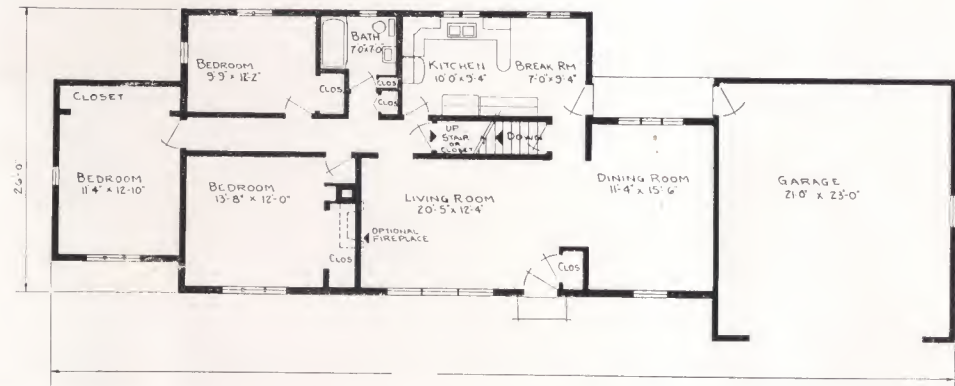 BATH
7'0"x7'0"
BEDROOM
9'9" x 12'-2"
KITCHEN
10'0"x9'-4"
BREAK RM
7'-0"x9'-4"
CLOSET
CLOS
CLOS
CLOS
UP
STAIR
OR
CLOSET
DOWN
26'-0"
BEDROOM
11'4" x 12'-10"
BEDROOM
13'-8" x 12'-0"
LIVING ROOM
20'-5"x12'-4"
DINING ROOM
11'-4" x 15'-6"
GARAGE
21'-0" x 23'-0"
OPTIONAL
FIREPLACE
CLOS
CLOS